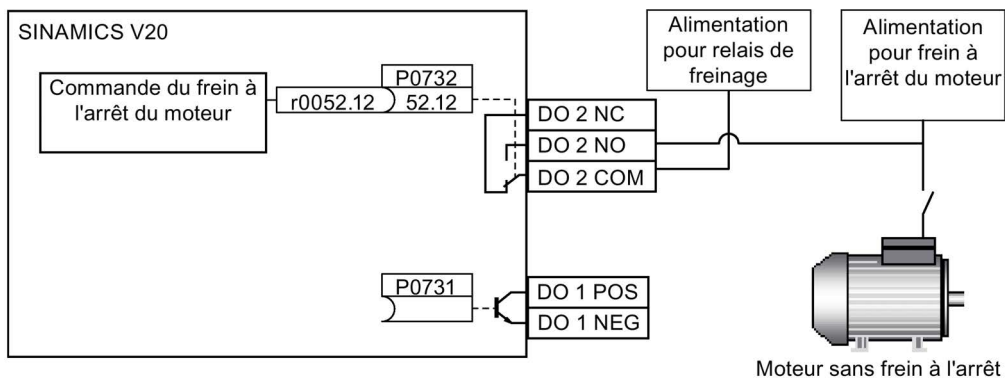 SINAMICS V20
Commande du frein à
l'arrêt du moteur
r0052.12
P0732
52.12
DO 2 NC
DO 2 NO
DO 2 COM
Alimentation
pour relais de
freinage
Alimentation
pour frein à
l'arrêt du moteur
P0731
DO 1 POS
DO 1 NEG
Moteur sans frein à l'arrêt